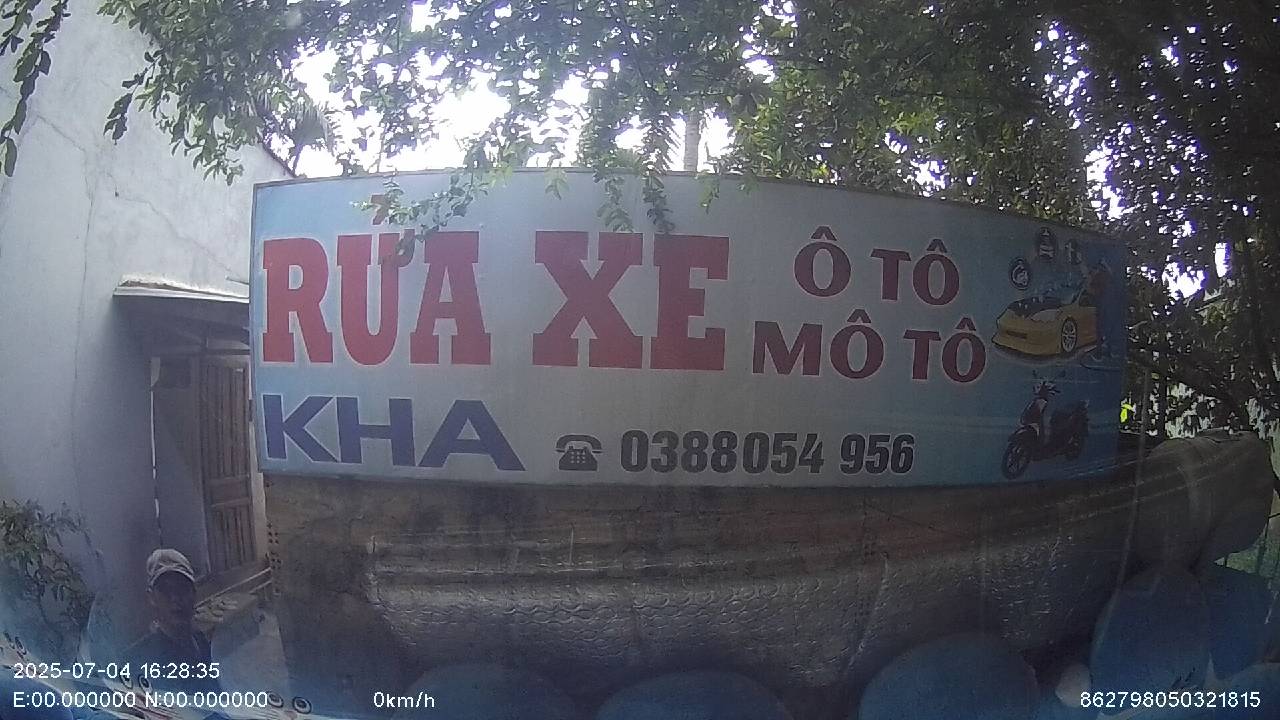 RỬA XE
Ô TÔ
MÔ TÔ
KHA
0388054 956
2025-07-04 16:28:35
E:00.000000 N:00.000000
0km/h
862798050321815